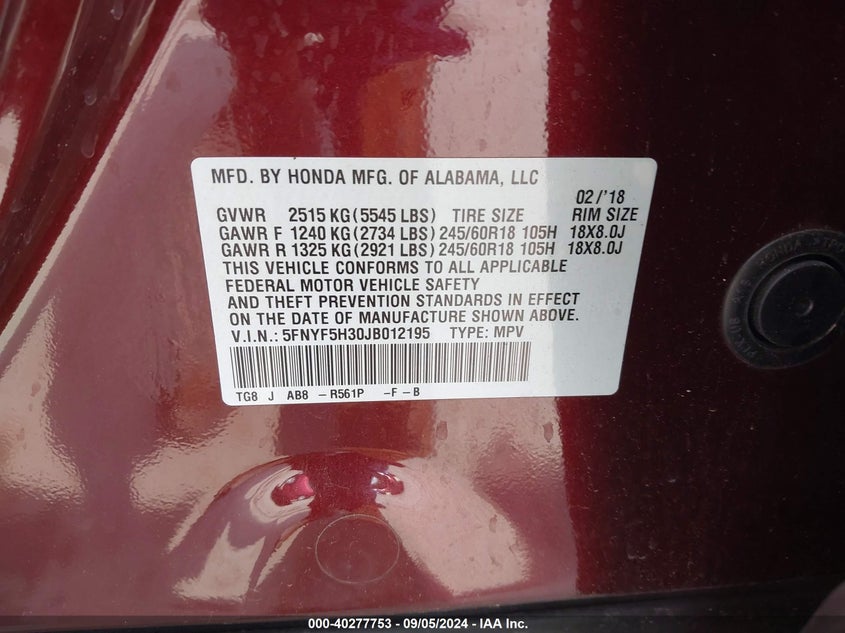 MFD. BY HONDA MFG. OF ALABAMA, LLC
02/'18
GVWR 2515 KG(5545 LBS) TIRE SIZE RIM SIZE
GAWR F 1240 KG(2734 LBS) 245/60R18 105H 18X8.0J
GAWR R 1325 KG(2921 LBS) 245/60R18 105H 18X8.0J
THIS VEHICLE CONFORMS TO ALL APPLICABLE
FEDERAL MOTOR VEHICLE SAFETY
AND THEFT PREVENTION STANDARDS IN EFFECT
ON THE DATE OF MANUFACTURE SHOWN ABOVE.
V.I.N.: 5FNYF5H30JB012195 TYPE: MPV
TG8 J AB8 -R561P -F-B
HONDA
000-40277753 - 09/05/2024 - IAA Inc.